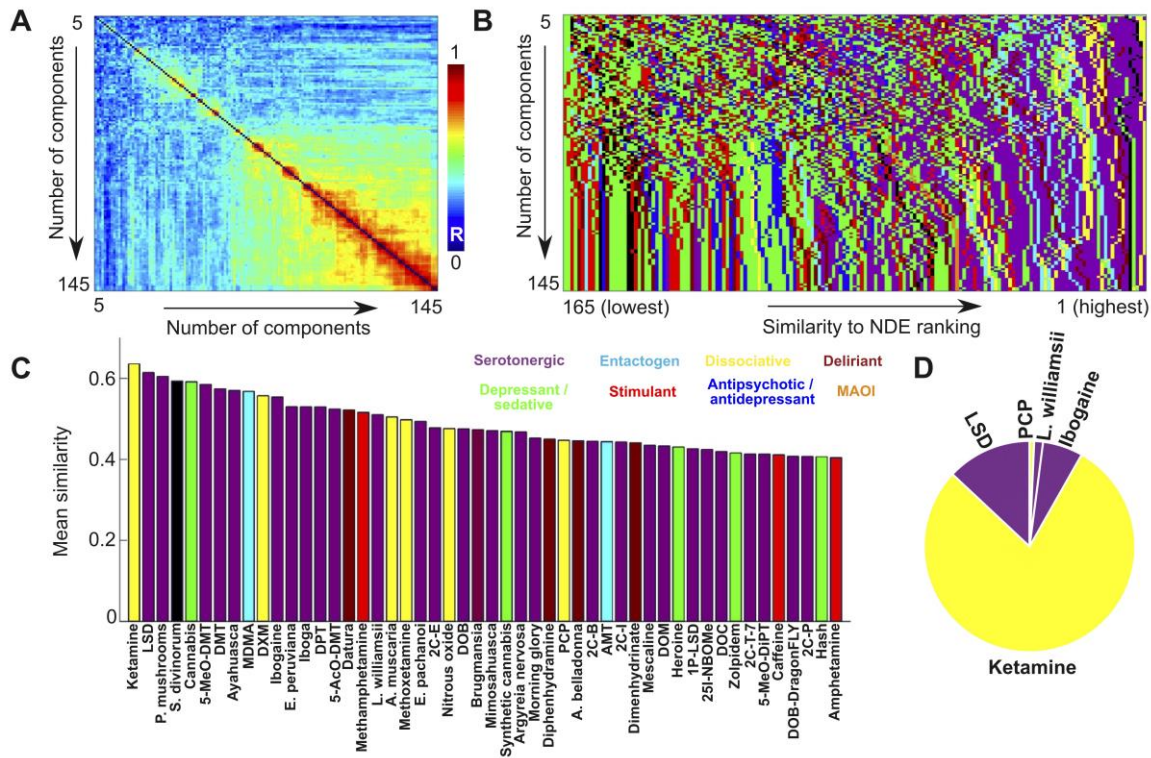 A
5
Number of components
145
5
145
Number of components
1
R
0
B
5
Number of components
145
165 (lowest)
1 (highest)
Similarity to NDE ranking
C
Serotonergic
Entactogen
Dissociative
Deliriant
Depressant /
sedative
Stimulant
Antipsychotic /
antidepressant
MAOI
Mean similarity
0.6
0.4
0.2
0
Ketamine
LSD
P. mushrooms
S. divinorum
Cannabis
5-MeO-DMT
DMT
Ayahuasca
MDMA
DXM
Ibogaine
E. peruviana
Iboga
DPT
5-AcO-DMT
Datura
Methamphetamine
L. williamsii
A. muscaria
Methoxetamine
E. pachanoi
2C-E
Nitrous oxide
DOB
Brugmansia
Mimosahuasca
Synthetic cannabis
Argyreia nervosa
Morning glory
Diphenhydramine
PCP
A. belladonna
2C-B
AMT
2C-I
Dimenhydrinate
Mescaline
DOM
Heroine
1P-LSD
25I-NBOMe
DOC
Zolpidem
2C-T-7
5-MeO-DiPT
Caffeine
DOB-DragonFLY
2C-P
Hash
Amphetamine
D
LSD
PCP
L. williamsii
Ibogaine
Ketamine